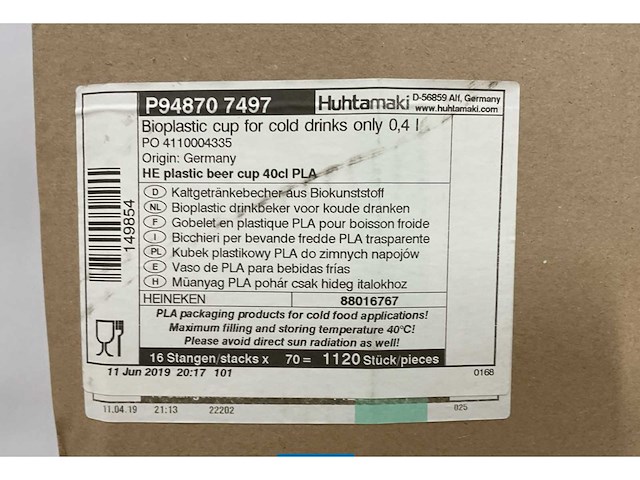 P94870 7497 Huhtamaki D-56859 Alf, Germany
www.huhtamaki.com
Bioplastic cup for cold drinks only 0,4 l
PO 4110004335
Origin: Germany
HE plastic beer cup 40cl PLA
149854
D Kaltgetränkebecher aus Biokunststoff
NL Bioplastic drinkbeker voor koude dranken
F Gobelet en plastique PLA pour boisson froide
I Bicchieri per bevande fredde PLA trasparente
PL Kubek plastikowy PLA do zimnych napojów
E Vaso de PLA para bebidas frías
H Müanyag PLA pohár csak hideg italokhoz
HEINEKEN 88016767
PLA packaging products for cold food applications!
Maximum filling and storing temperature 40°C!
Please avoid direct sun radiation as well!
16 Stangen/stacks x 70 = 1120 Stück/pieces
11 Jun 2019 20:17 101 0168
11.04.19 21:13 22202 025